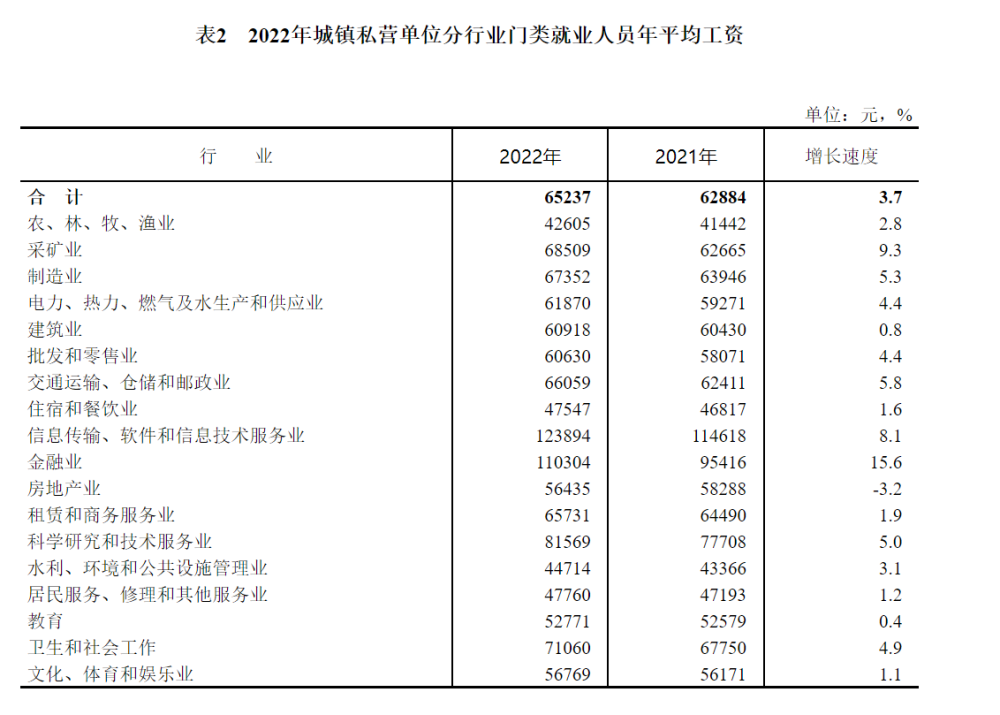 表2 2022年城镇私营单位分行业门类就业人员年平均工资
单位：元，%
行 业 2022年 2021年 增长速度
合 计 65237 62884 3.7
农、林、牧、渔业 42605 41442 2.8
采矿业 68509 62665 9.3
制造业 67352 63946 5.3
电力、热力、燃气及水生产和供应业 61870 59271 4.4
建筑业 60918 60430 0.8
批发和零售业 60630 58071 4.4
交通运输、仓储和邮政业 66059 62411 5.8
住宿和餐饮业 47547 46817 1.6
信息传输、软件和信息技术服务业 123894 114618 8.1
金融业 110304 95416 15.6
房地产业 56435 58288 -3.2
租赁和商务服务业 65731 64490 1.9
科学研究和技术服务业 81569 77708 5.0
水利、环境和公共设施管理业 44714 43366 3.1
居民服务、修理和其他服务业 47760 47193 1.2
教育 52771 52579 0.4
卫生和社会工作 71060 67750 4.9
文化、体育和娱乐业 56769 56171 1.1